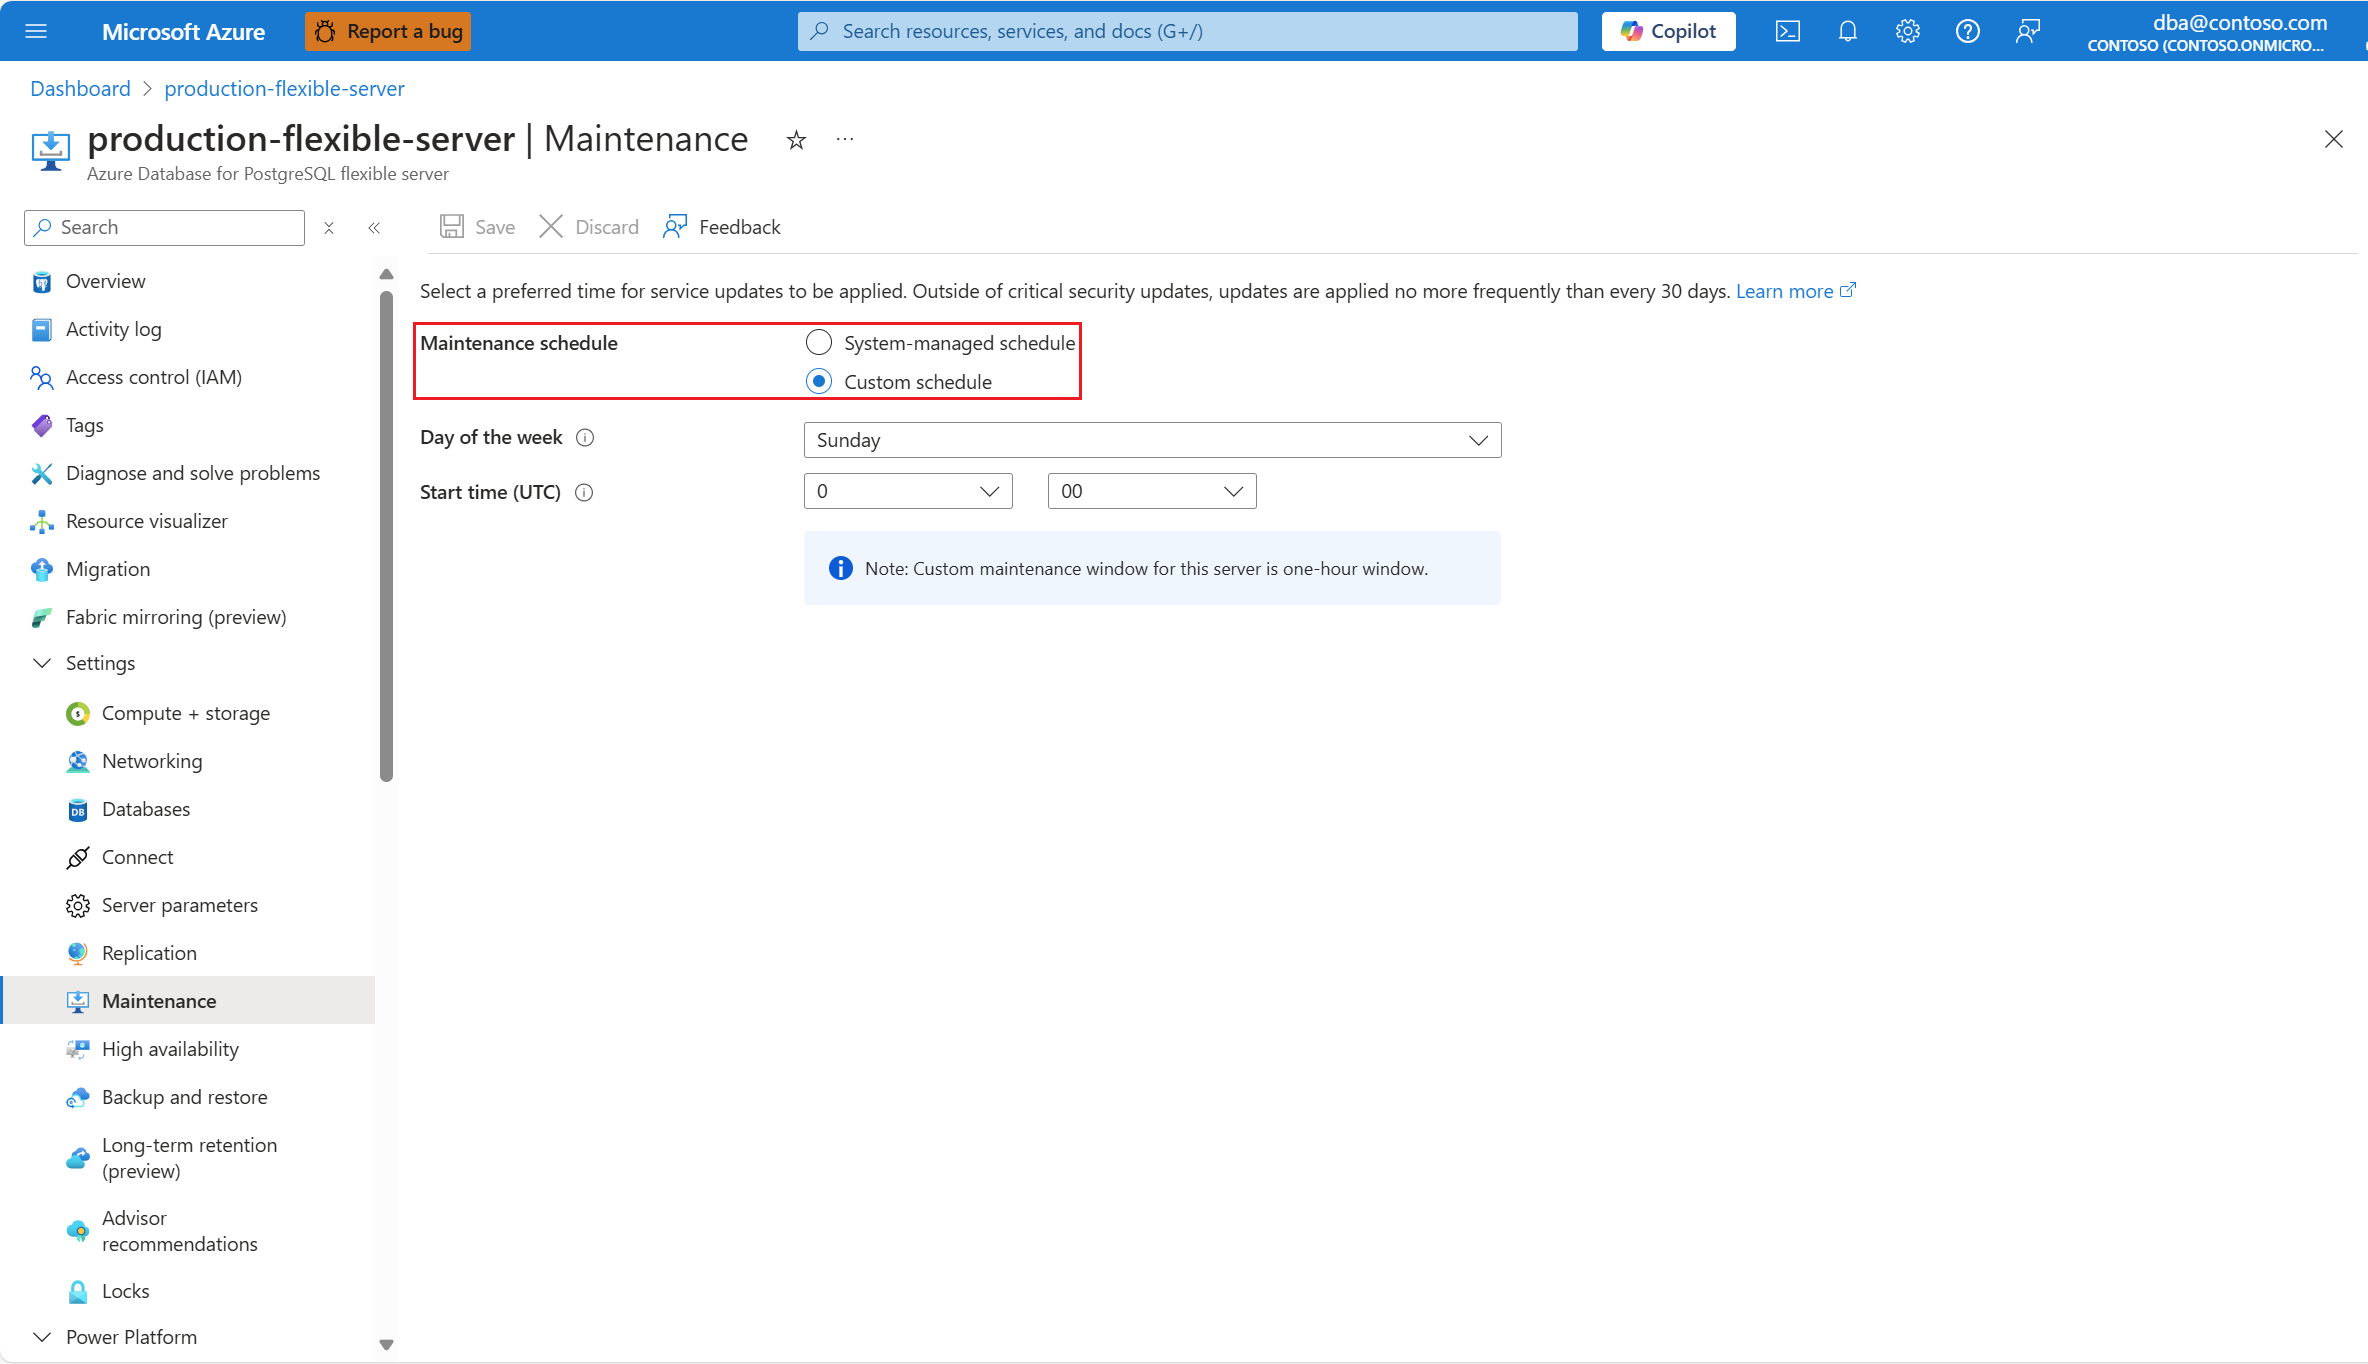 Microsoft Azure
Report a bug
Search resources, services, and docs (G+/)
Copilot
dba@contoso.com
CONTOSO (CONTOSO.ONMICRO...
Dashboard > production-flexible-server
production-flexible-server | Maintenance
Azure Database for PostgreSQL flexible server
Search
Save
Discard
Feedback
Overview
Activity log
Access control (IAM)
Tags
Diagnose and solve problems
Resource visualizer
Migration
Fabric mirroring (preview)
Settings
Compute + storage
Networking
DB
Databases
Connect
Server parameters
Replication
Maintenance
High availability
Backup and restore
Long-term retention
(preview)
Advisor
recommendations
Locks
Power Platform
Select a preferred time for service updates to be applied. Outside of critical security updates, updates are applied no more frequently than every 30 days. Learn more
Maintenance schedule
System-managed schedule
Custom schedule
Day of the week
Sunday
Start time (UTC)
0
00
Note: Custom maintenance window for this server is one-hour window.